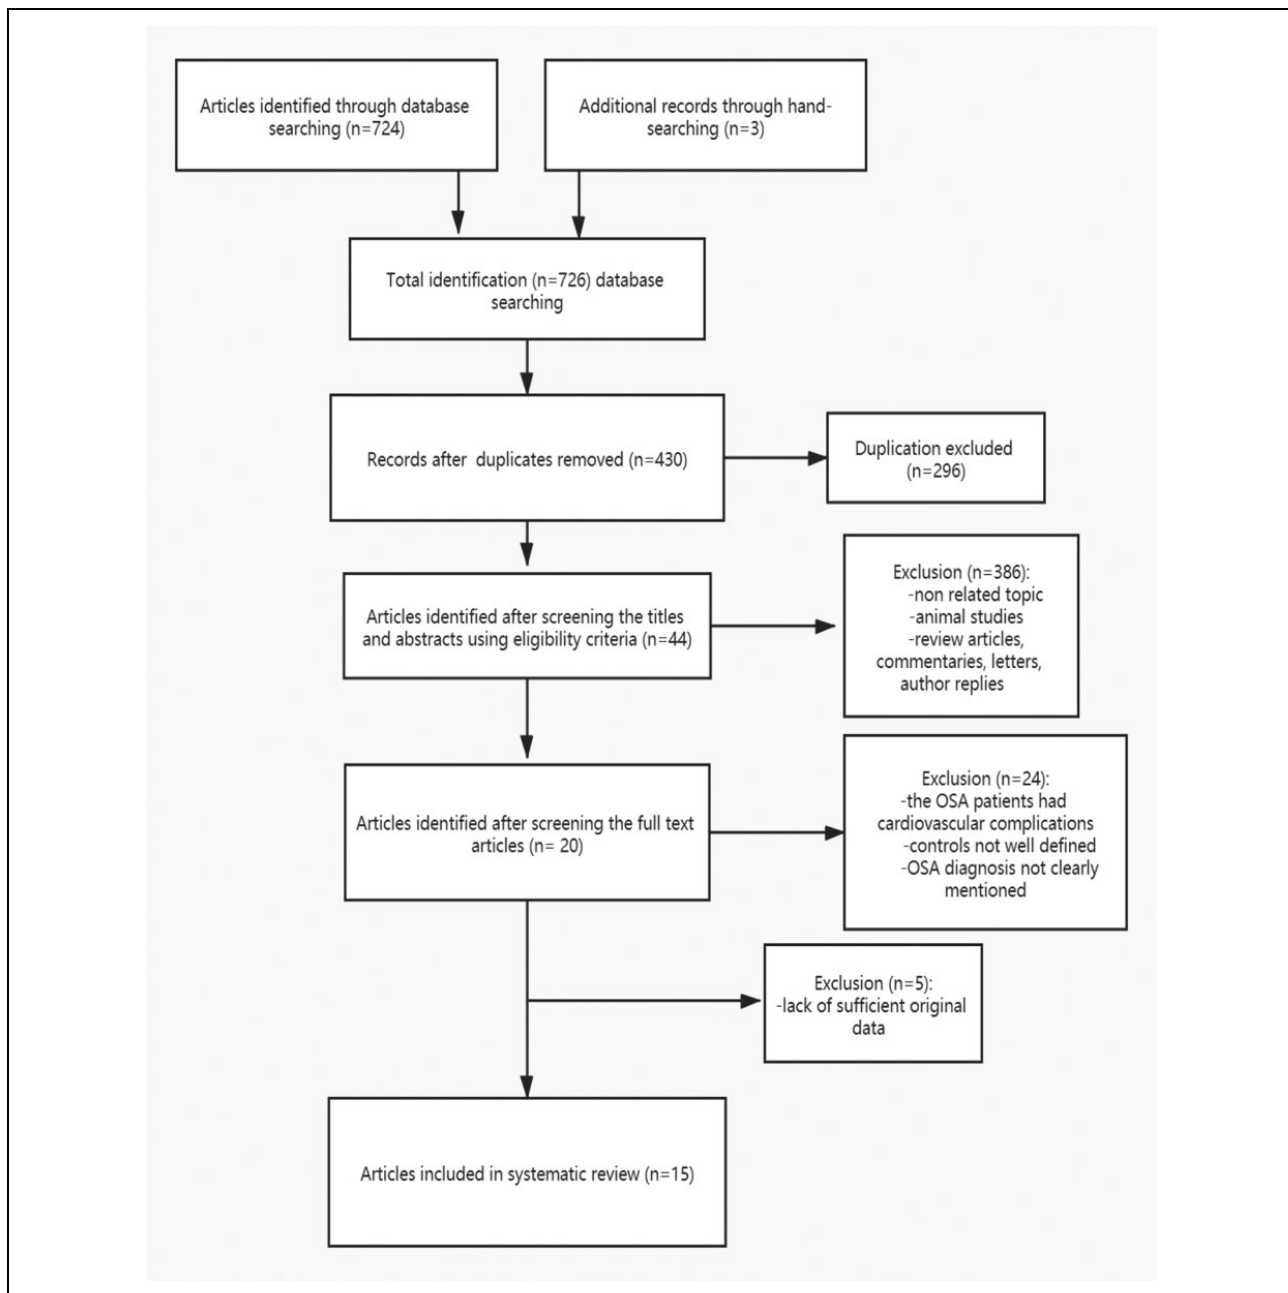 Articles identified through database
searching (n=724)
Additional records through hand-
searching (n=3)
Total identification (n=726) database
searching
Records after duplicates removed (n=430)
Duplication excluded
(n=296)
Articles identified after screening the titles
and abstracts using eligibility criteria (n=44)
Exclusion (n=386):
-non related topic
-animal studies
-review articles,
commentaries, letters,
author replies
Articles identified after screening the full text
articles (n= 20)
Exclusion (n=24):
-the OSA patients had
cardiovascular complications
-controls not well defined
-OSA diagnosis not clearly
mentioned
Exclusion (n=5):
-lack of sufficient original
data
Articles included in systematic review (n=15)